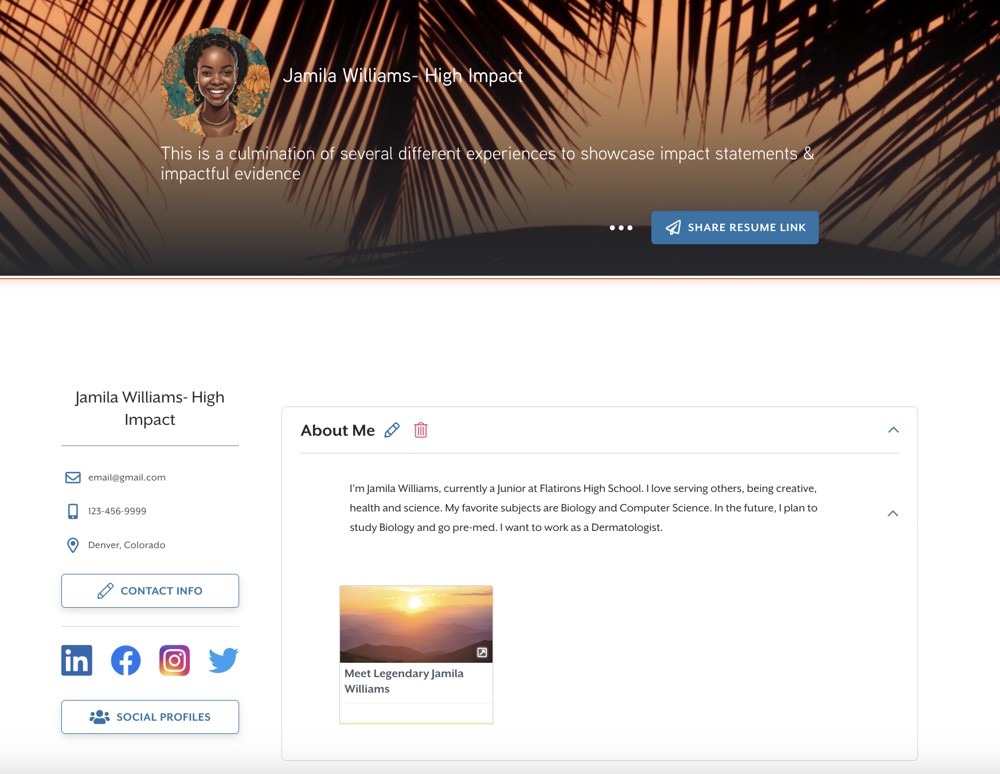 Jamila Williams- High Impact
This is a culmination of several different experiences to showcase impact statements &
impactful evidence
SHARE RESUME LINK
Jamila Williams- High
Impact
email@gmail.com
123-456-9999
Denver, Colorado
CONTACT INFO
in
SOCIAL PROFILES
About Me
I'm Jamila Williams, currently a Junior at Flatirons High School. I love serving others, being creative,
health and science. My favorite subjects are Biology and Computer Science. In the future, I plan to
study Biology and go pre-med. I want to work as a Dermatologist.
Meet Legendary Jamila
Williams